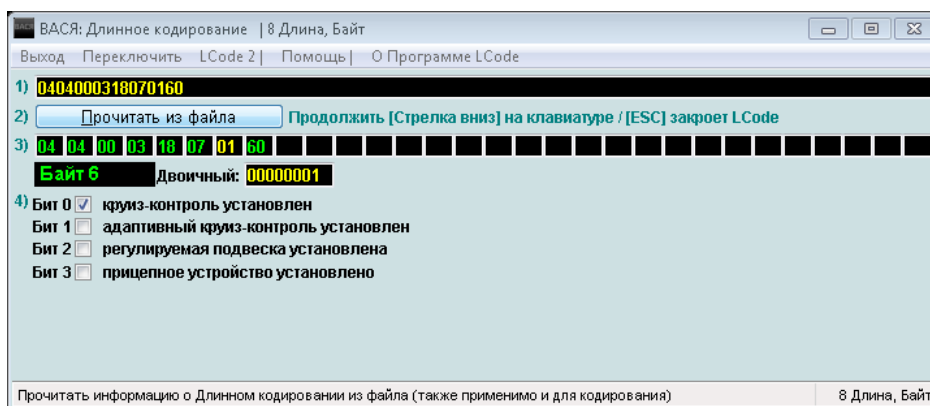 ВАСЯ: Длинное кодирование | 8 Длина, Байт
Выход Переключить LCode 2 | Помощь | О Программе LCode
1) 0404000318070160
2) Прочитать из файла Продолжить [Стрелка вниз] на клавиатуре / [ESC] закроет LCode
3) 04 04 00 03 18 07 01 60
Байт 6 Двоичный: 00000001
4) Бит 0 круиз-контроль установлен
Бит 1 адаптивный круиз-контроль установлен
Бит 2 регулируемая подвеска установлена
Бит 3 прицепное устройство установлено
Прочитать информацию о Длинном кодировании из файла (также применимо и для кодирования) 8 Длина, Байт